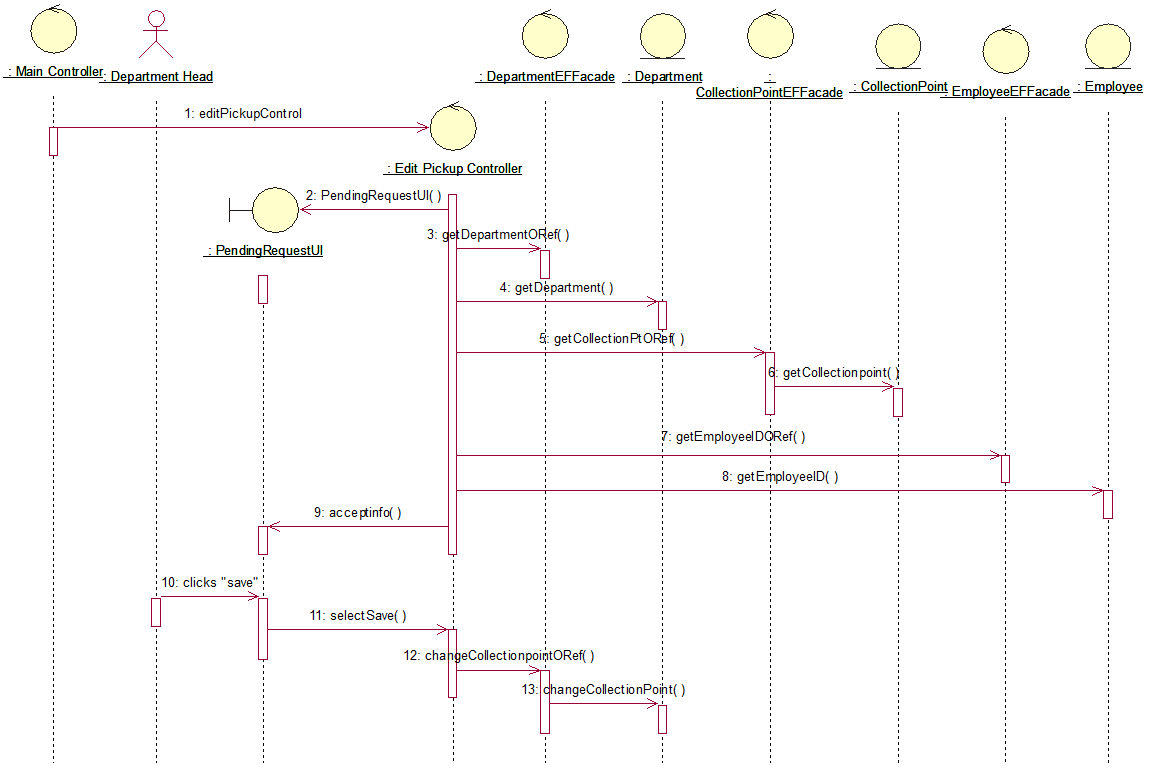 : Main Controller
: Department Head
: DepartmentEFFacade
: Department
:
CollectionPointEFFacade
: CollectionPoint
: EmployeeEFFacade
: Employee
1: editPickupControl
: Edit Pickup Controller
2: PendingRequestUI( )
: PendingRequestUI
3: getDepartmentORef( )
4: getDepartment( )
5: getCollectionPtORef( )
6: getCollectionpoint( )
7: getEmployeeIDORef( )
8: getEmployeeID( )
9: acceptinfo( )
10: clicks "save"
11: selectSave( )
12: changeCollectionpointORef( )
13: changeCollectionPoint( )